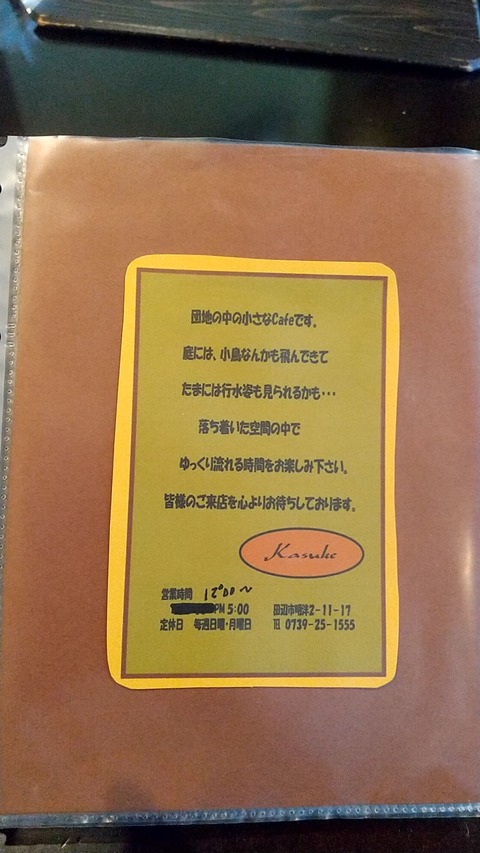 団地の中の小さなCafeです。
庭には、小鳥なんかも飛んできて
たまには行水姿も見られるかも・・・
落ち着いた空間の中で
ゆっくり流れる時間をお楽しみ下さい。
皆様のご来店を心よりお待ちしております。
Kasuke
営業時間 12:00〜
PM 5:00 田辺市明洋2-11-17
定休日 毎週日曜・月曜日 ℡ 0739-25-1555